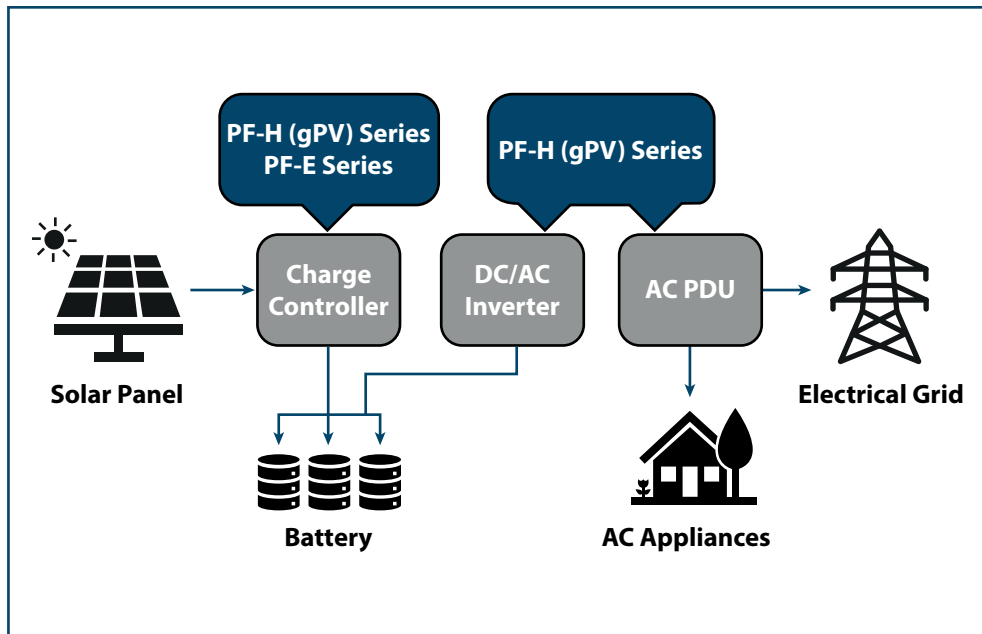 PF-H (gPV) Series
PF-E Series
PF-H (gPV) Series
Charge
Controller
DC/AC
Inverter
AC PDU
Solar Panel
Electrical Grid
Battery
AC Appliances